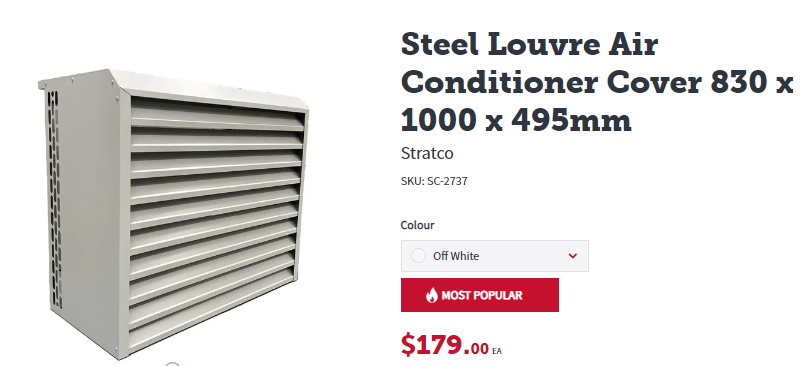 Steel Louvre Air
Conditioner Cover 830 x
1000 x 495mm
Stratco
SKU: SC-2737
Colour
Off White
MOST POPULAR
$179.00 EA